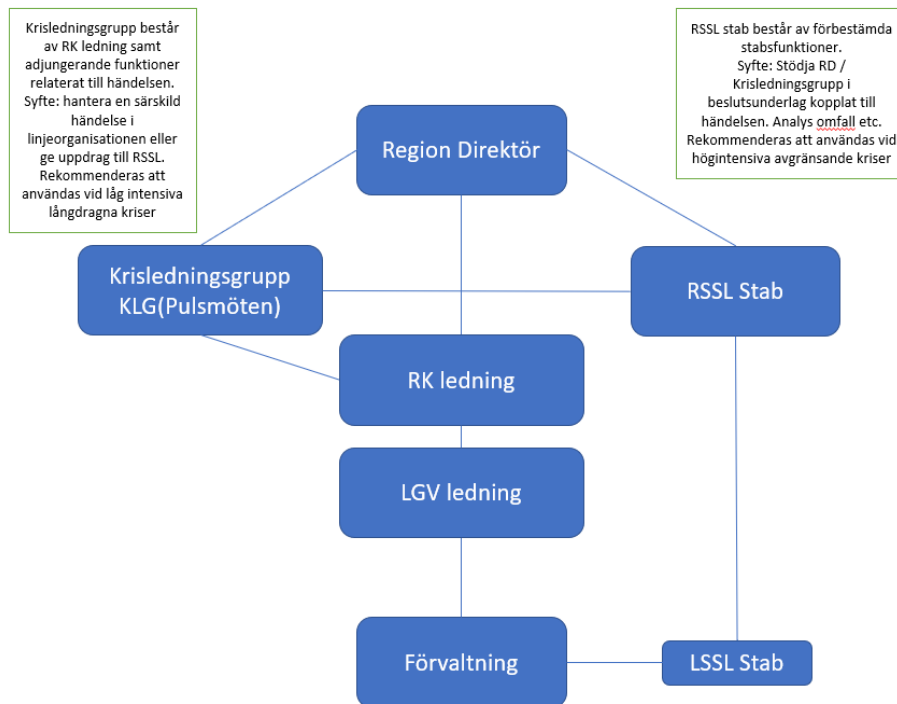 Krisledningsgrupp består
av RK ledning samt
adjungerande funktioner
relaterat till händelsen.
Syfte: hantera en särskild
händelse i
linjeorganisationen eller
ge uppdrag till RSSL.
Rekommenderas att
användas vid låg intensiva
långdragna kriser
RSSL stab består av förbestämda
stabsfunktioner.
Syfte: Stödja RD /
Krisledningsgrupp i
beslutsunderlag kopplat till
händelsen. Analys omfall etc.
Rekommenderas att användas vid
högintensiva avgränsande kriser
Region Direktör
Krisledningsgrupp
KLG(Pulsmöten)
RSSL Stab
RK ledning
LGV ledning
Förvaltning
LSSL Stab